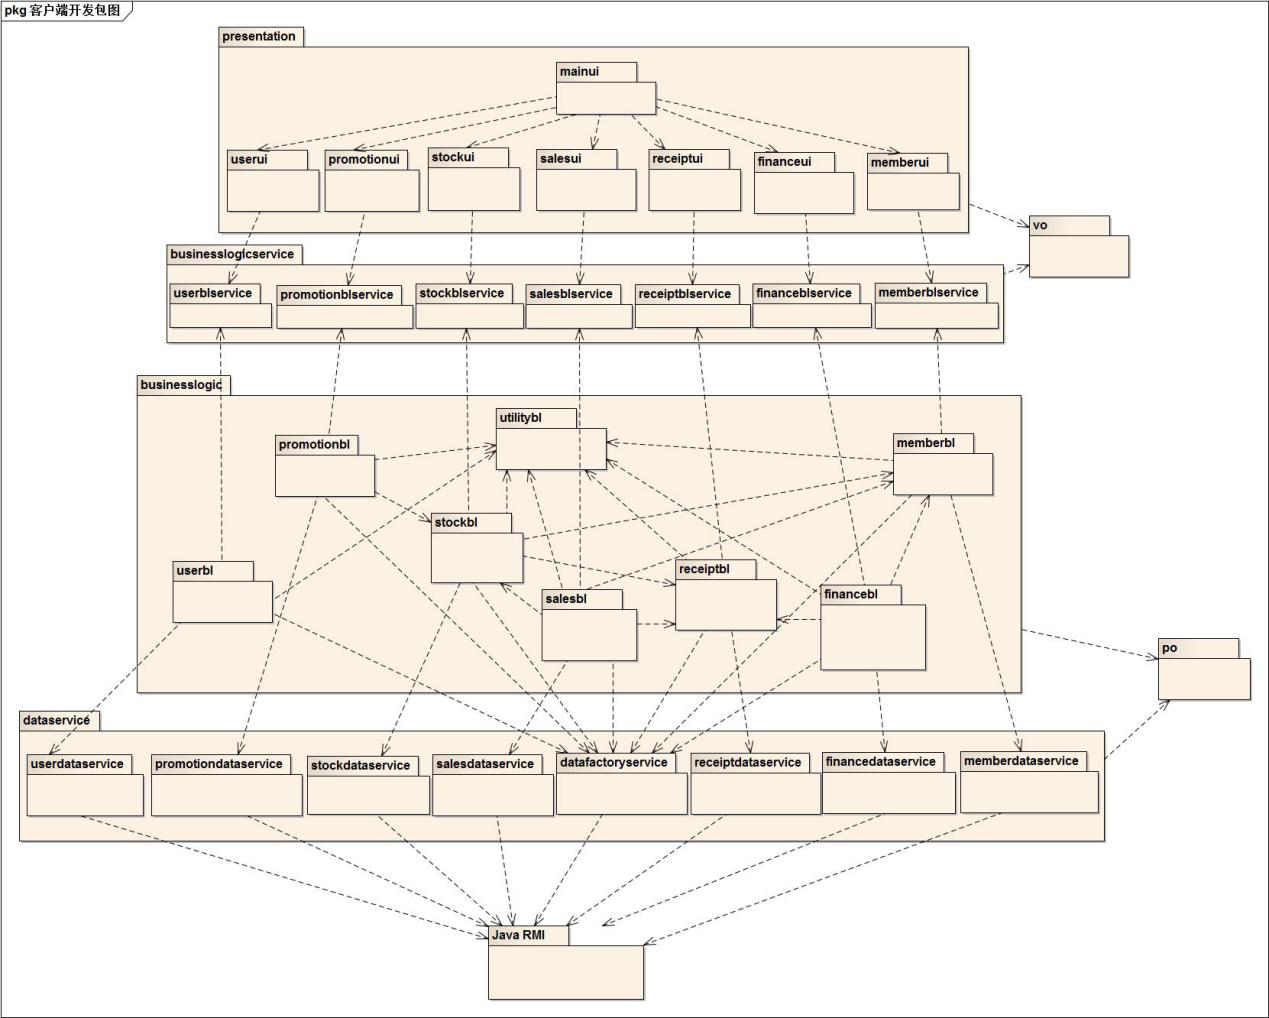 pkg 客户端开发包图
presentation
mainui
userui
promotionui
stockui
salesui
receiptui
financeui
memberui
vo
businesslogicservice
userblservice
promotionblservice
stockblservice
salesblservice
receiptblservice
financeblservice
memberblservice
businesslogic
utilitybl
promotionbl
memberbl
stockbl
userbl
receiptbl
salesbl
financebl
po
dataservice
userdataservice
promotiondataservice
stockdataservice
salesdataservice
datafactoryservice
receiptdataservice
financedataservice
memberdataservice
Java RMI